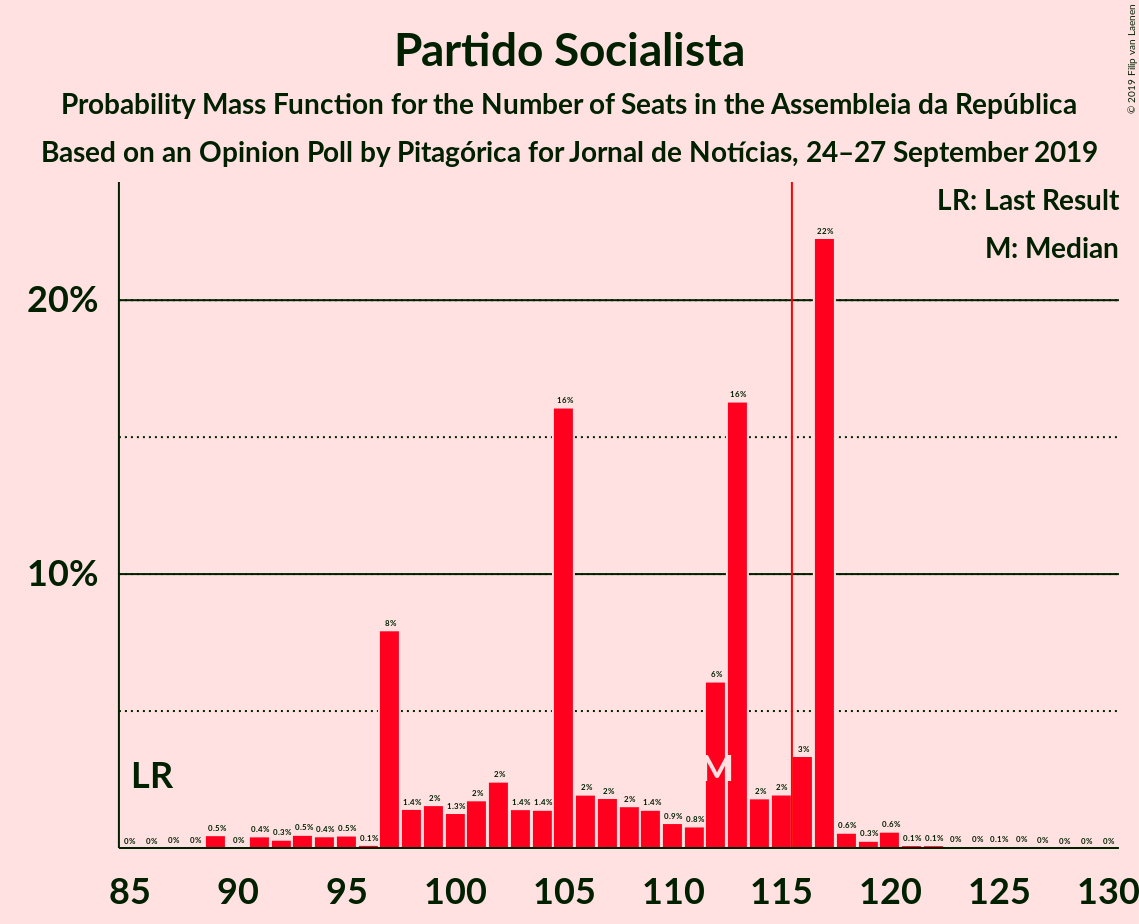 Partido Socialista
Probability Mass Function for the Number of Seats in the Assembleia da República
Based on an Opinion Poll by Pitagórica for Jornal de Notícias, 24–27 September 2019
© 2019 Filip van Laenen
LR: Last Result
M: Median
20%
10%
22%
16%
16%
8%
6%
3%
LR
M
0% 0% 0% 0% 0.5% 0% 0.4% 0.3% 0.5% 0.4% 0.5% 0.1% 1.4% 2% 1.3% 2% 2% 1.4% 1.4% 2% 2% 2% 1.4% 0.9% 0.8% 2% 2% 0.6% 0.3% 0.6% 0.1% 0.1% 0% 0% 0.1% 0% 0% 0% 0% 0%
85 90 95 100 105 110 115 120 125 130